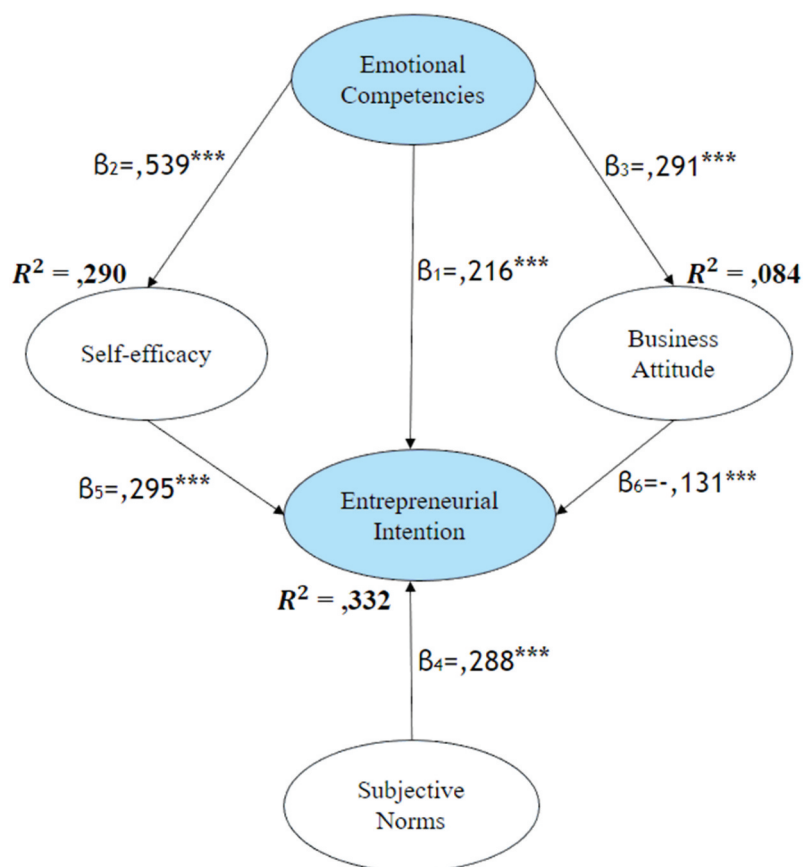 Emotional
Competencies
β₂=,539***
β₃=,291***
R² = ,290
β₁=,216***
R² = ,084
Self-efficacy
Business
Attitude
β₅=,295***
Entrepreneurial
Intention
β₆=-,131***
R² = ,332
β₄=,288***
Subjective
Norms